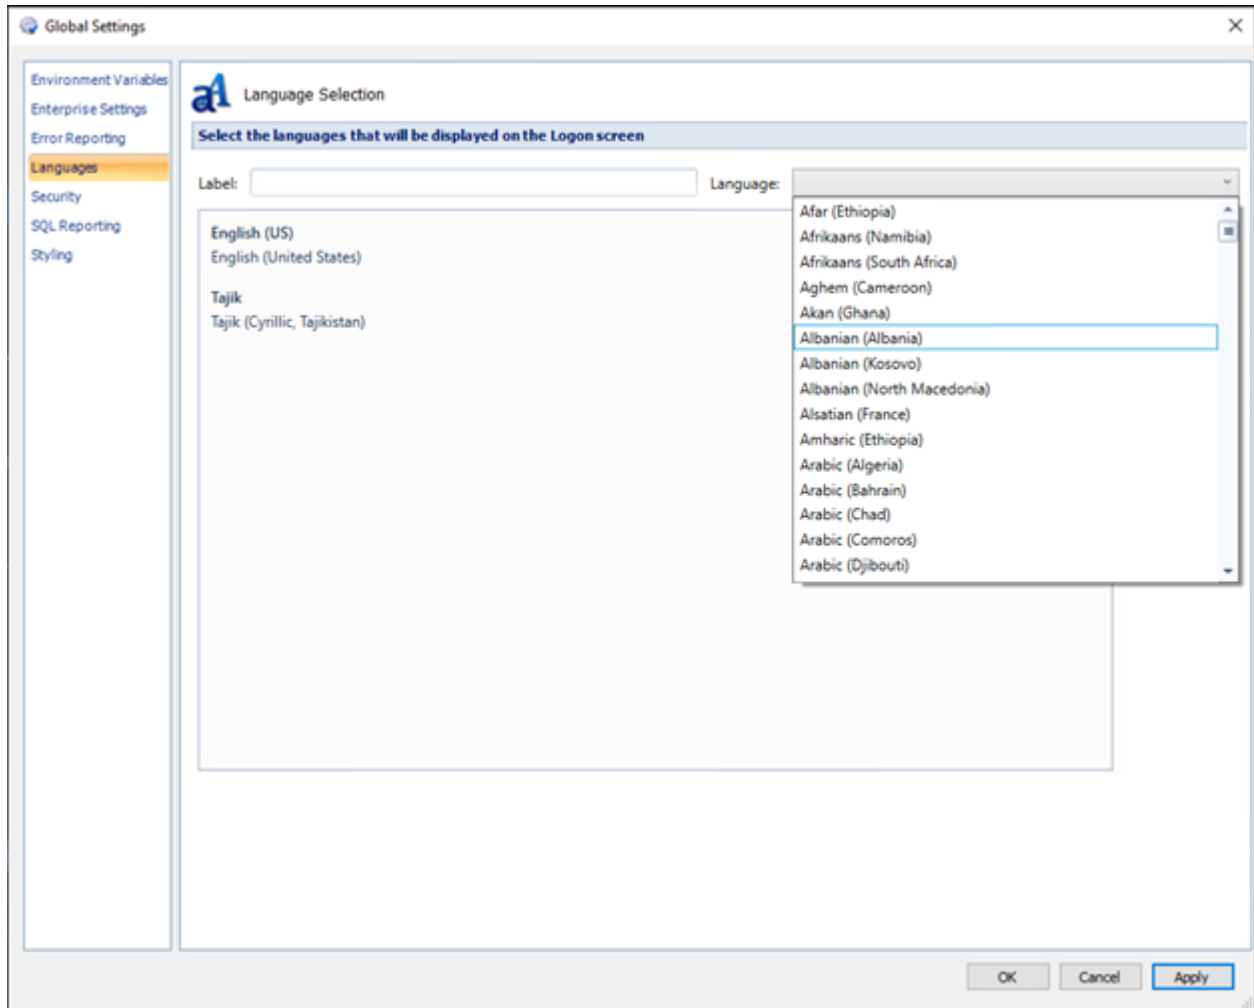 Global Settings
Environment Variables
Enterprise Settings
Error Reporting
Languages
Security
SQL Reporting
Styling
Language Selection
Select the languages that will be displayed on the Logon screen
Label:
Language:
English (US)
English (United States)
Tajik
Tajik (Cyrillic, Tajikistan)
Afar (Ethiopia)
Afrikaans (Namibia)
Afrikaans (South Africa)
Aghem (Cameroon)
Akan (Ghana)
Albanian (Albania)
Albanian (Kosovo)
Albanian (North Macedonia)
Alsatian (France)
Amharic (Ethiopia)
Arabic (Algeria)
Arabic (Bahrain)
Arabic (Chad)
Arabic (Comoros)
Arabic (Djibouti)
OK
Cancel
Apply